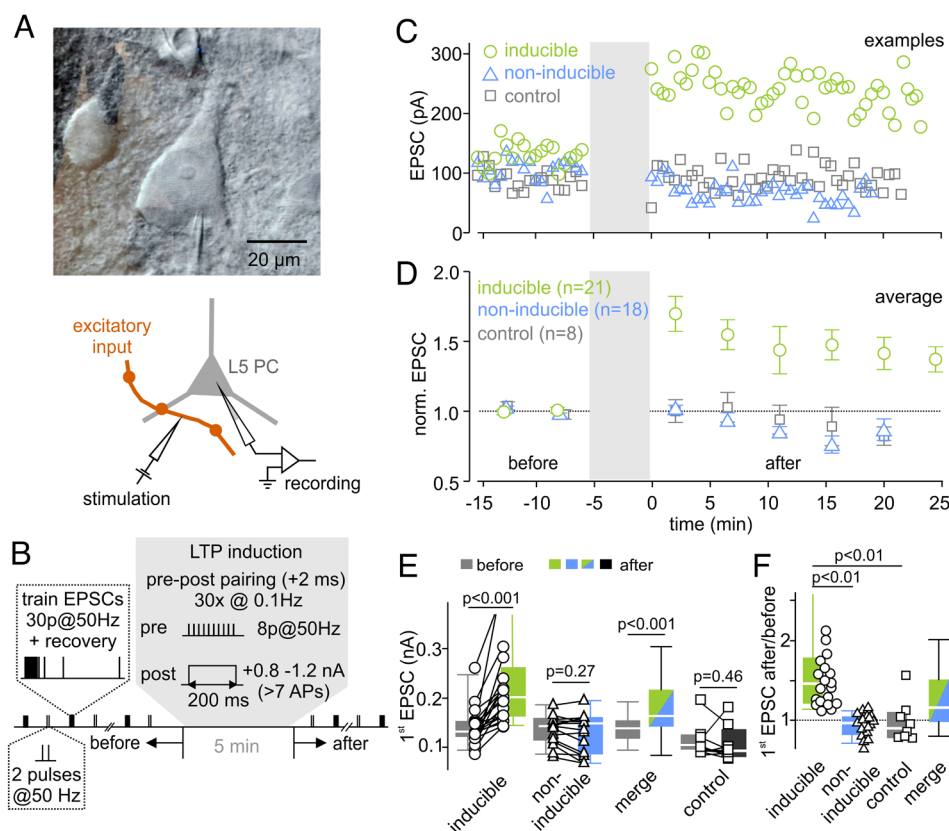 A
20 µm
excitatory
input
L5 PC
stimulation
recording
B
LTP induction
pre-post pairing (+2 ms)
30x @ 0.1Hz
pre
8p@50Hz
post
+0.8 -1.2 nA
(>7 APs)
200 ms
train EPSCs
30p@50Hz
+ recovery
before
5 min
after
2 pulses
@50 Hz
C
inducible
non-inducible
control
examples
EPSC (pA)
300
200
100
0
D
inducible (n=21)
non-inducible (n=18)
control (n=8)
average
norm. EPSC
2.0
1.5
1.0
0.5
before
after
-15 -10 -5 0 5 10 15 20 25
time (min)
E
before
after
1st EPSC (nA)
0.3
0.2
0.1
p<0.001
p=0.27
p<0.001
p=0.46
inducible
non-
inducible
merge
control
F
p<0.01
p<0.01
1st EPSC after/before
2
1
inducible
non-
inducible
control
merge